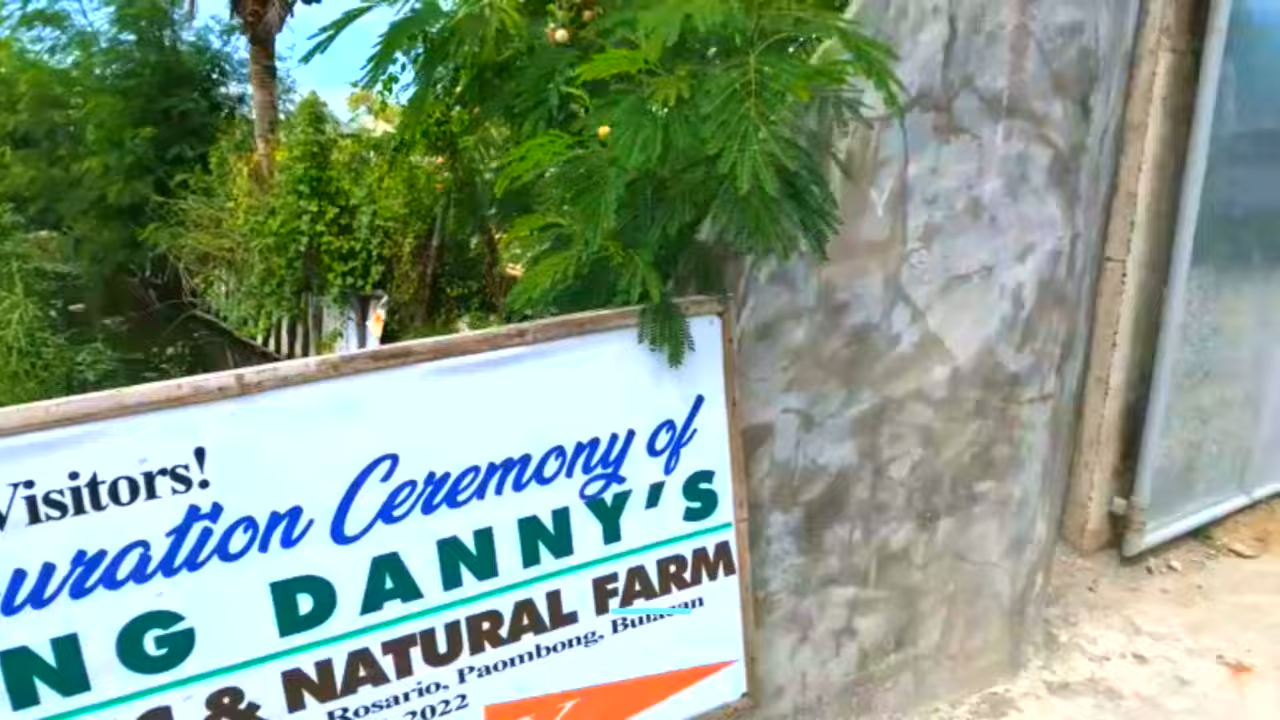 Visitors!
uration Ceremony of
NG DANNY'S
& NATURAL FARM
Rosario, Paombong, Bulacan
2022